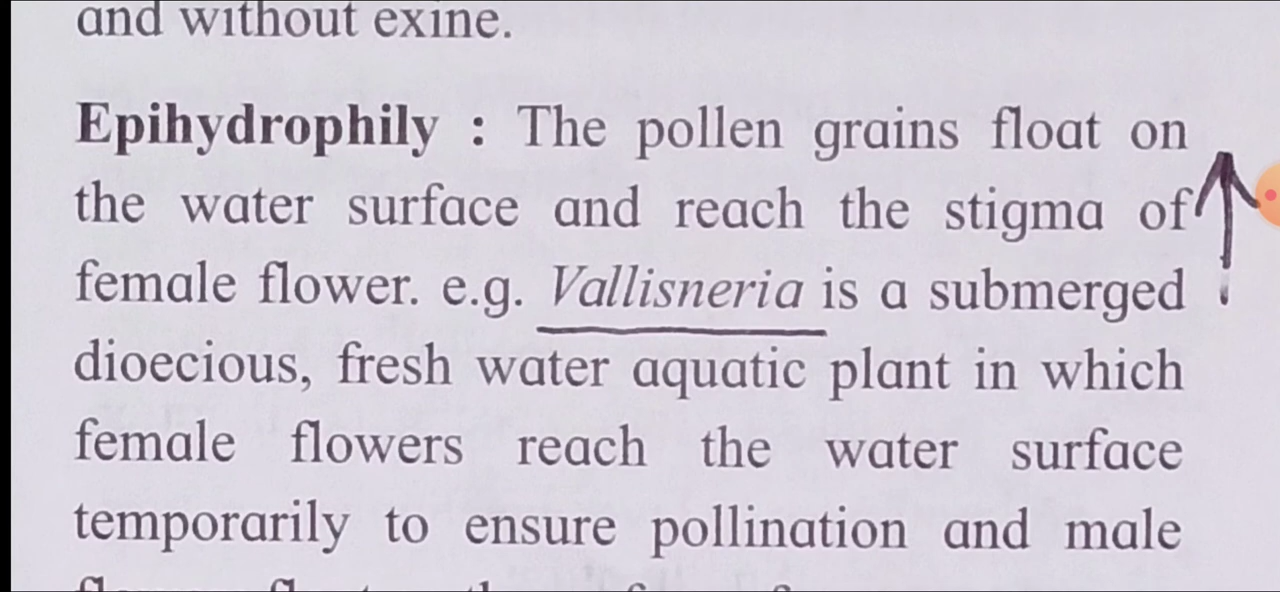 and without exine.
Epihydrophily : The pollen grains float on
the water surface and reach the stigma of
female flower. e.g. Vallisneria is a submerged
dioecious, fresh water aquatic plant in which
female flowers reach the water surface
temporarily to ensure pollination and male